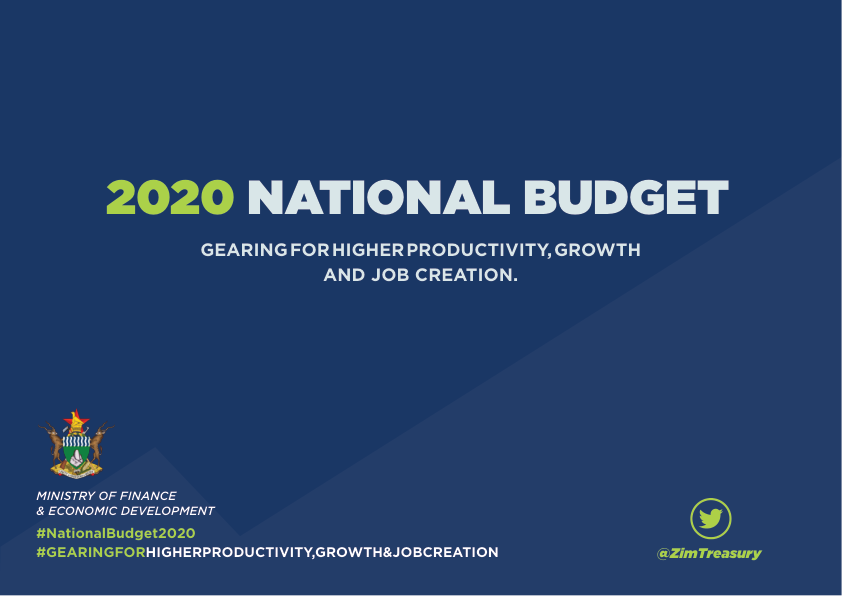 2020 NATIONAL BUDGET
GEARING FOR HIGHER PRODUCTIVITY, GROWTH
AND JOB CREATION.
MINISTRY OF FINANCE
& ECONOMIC DEVELOPMENT
#NationalBudget2020
#GEARINGFORHIGHERPRODUCTIVITY,GROWTH&JOBCREATION
@ZimTreasury